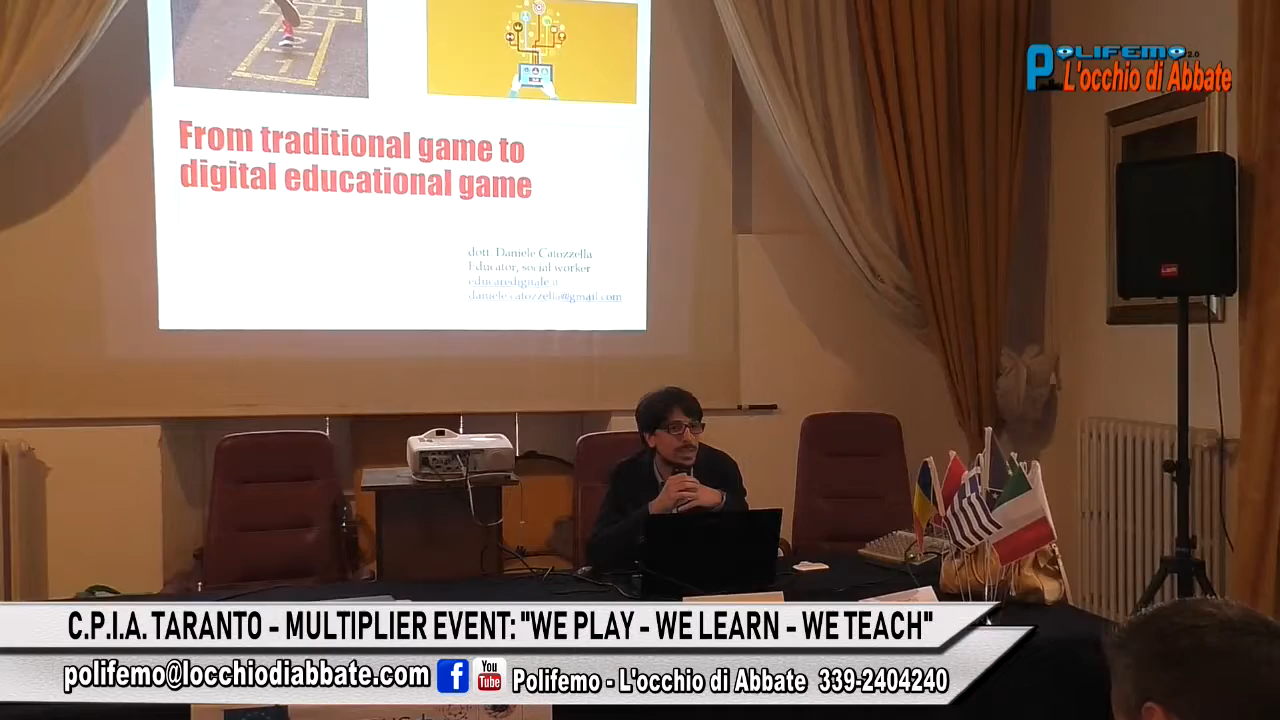 POLIFEMO 2.0
L'occhio di Abbate
From traditional game to
digital educational game
dott. Daniele Catozzella
Educator, social worker
educaredigitale.it
daniele.catozzella@gmail.com
C.P.I.A. TARANTO - MULTIPLIER EVENT: "WE PLAY - WE LEARN - WE TEACH"
polifemo@locchiodiabbate.com
You
Tube
Polifemo - L'occhio di Abbate 339-2404240